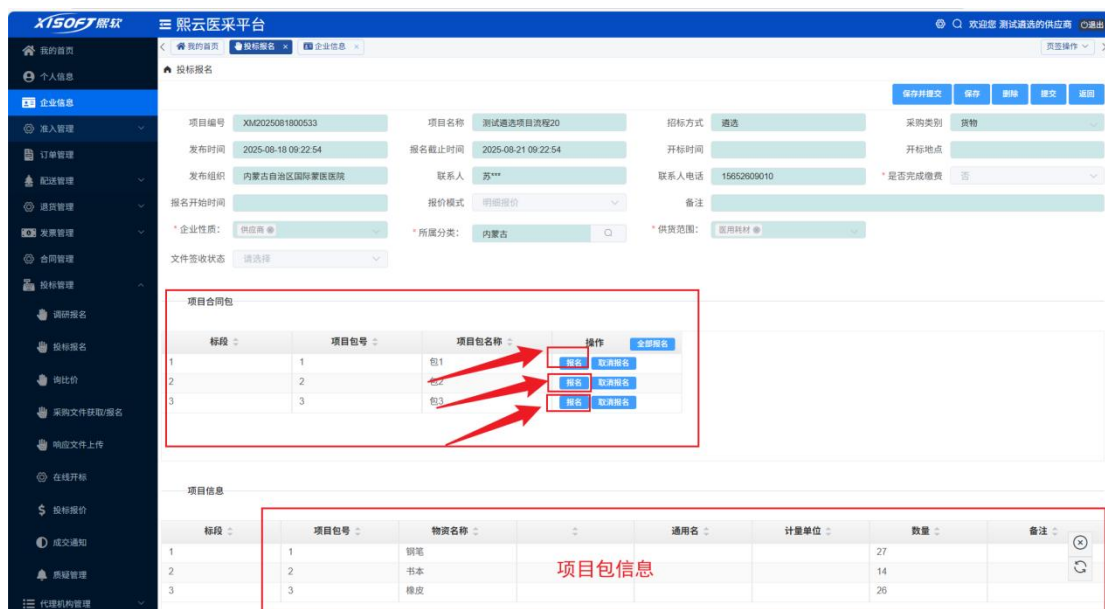 XISOFT熙软 熙云医采平台 欢迎您 测试遴选的供应商 退出
我的首页 个人信息 企业信息 准入管理 订单管理 配送管理 退货管理 发票管理 合同管理 投标管理 调研报名 投标报名 询比价 采购文件获取/报名 响应文件上传 在线开标 投标报价 成交通知 质疑管理 代理机构管理
我的首页 投标报名 × 企业信息 × 页签操作
投标报名
保存并提交 保存 删除 提交 返回
项目编号 XM2025081800533 项目名称 测试遴选项目流程20 招标方式 遴选 采购类别 货物
发布时间 2025-08-18 09:22:54 报名截止时间 2025-08-21 09:22:54 开标时间 开标地点
发布组织 内蒙古自治区国际蒙医医院 联系人 苏*** 联系人电话 15652609010 *是否完成缴费 否
报名开始时间 报价模式 明细报价 备注
*企业性质: 供应商 *所属分类: 内蒙古 *供货范围: 医用耗材
文件签收状态 请选择
项目合同包
标段 项目包号 项目包名称 操作 全部报名
1 1 包1 报名 取消报名
2 2 包2 报名 取消报名
3 3 包3 报名 取消报名
项目信息
标段 项目包号 物资名称 通用名 计量单位 数量 备注
1 1 钢笔 27
2 2 书本 14
3 3 橡皮 26
项目包信息